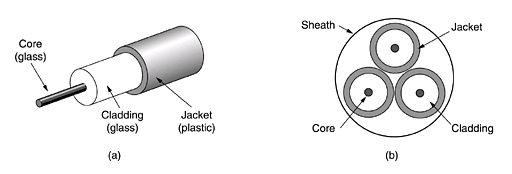 Core
(glass)
Cladding
(glass)
Jacket
(plastic)
(a)
Sheath
Jacket
Core
Cladding
(b)